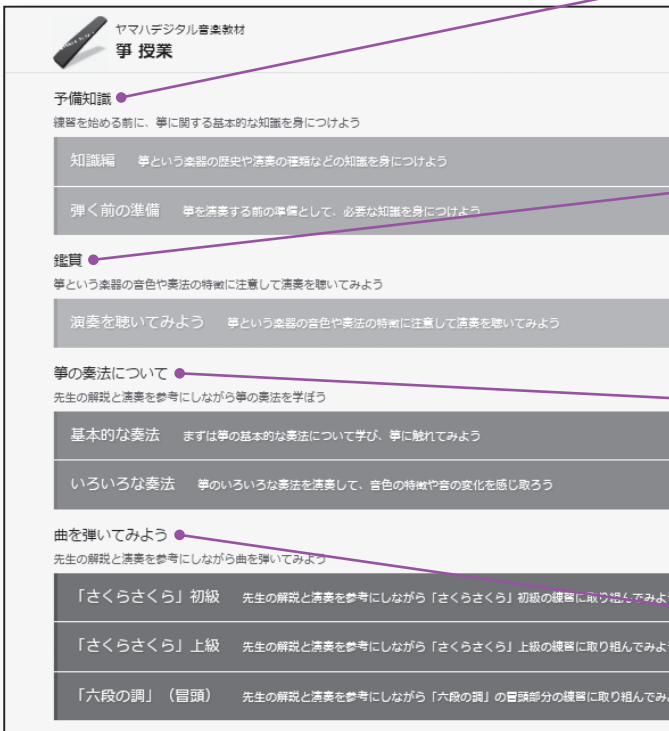 ヤマハデジタル音楽教材
箏 授業
予備知識
練習を始める前に、箏に関する基本的な知識を身につけよう
知識編 箏という楽器の歴史や演奏の種類などの知識を身につけよう
弾く前の準備 箏を演奏する前の準備として、必要な知識を身につけよう
鑑賞
箏という楽器の音色や奏法の特徴に注意して演奏を聴いてみよう
演奏を聴いてみよう 箏という楽器の音色や奏法の特徴に注意して演奏を聴いてみよう
箏の奏法について
先生の解説と演奏を参考にしながら箏の奏法を学ぼう
基本的な奏法 まずは箏の基本的な奏法について学び、箏に触れてみよう
いろいろな奏法 箏のいろいろな奏法を演奏して、音色の特徴や音の変化を感じ取ろう
曲を弾いてみよう
先生の解説と演奏を参考にしながら曲を弾いてみよう
「さくらさくら」初級 先生の解説と演奏を参考にしながら「さくらさくら」初級の練習に取り組んでみよ
「さくらさくら」上級 先生の解説と演奏を参考にしながら「さくらさくら」上級の練習に取り組んでみよ
「六段の調」（冒頭） 先生の解説と演奏を参考にしながら「六段の調」の冒頭部分の練習に取り組んでみ